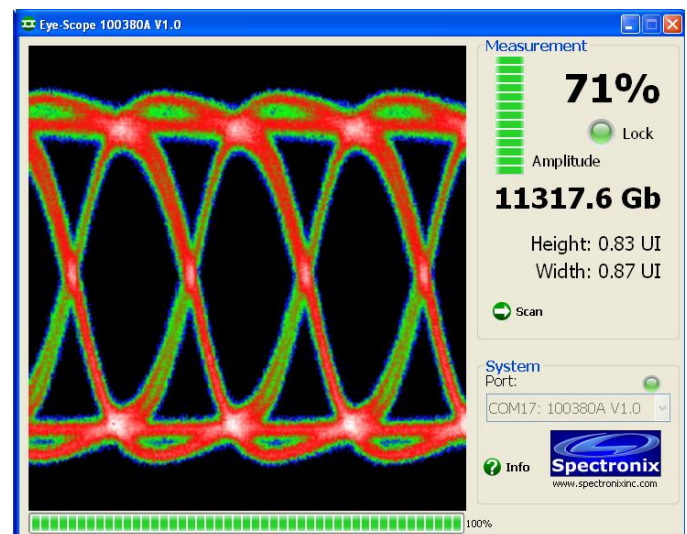 Eye-Scope 100380A V1.0
Measurement
71%
Lock
Amplitude
11317.6 Gb
Height: 0.83 UI
Width: 0.87 UI
Scan
System
Port:
COM17: 100380A V1.0
Info
Spectronix
www.spectronixinc.com
100%